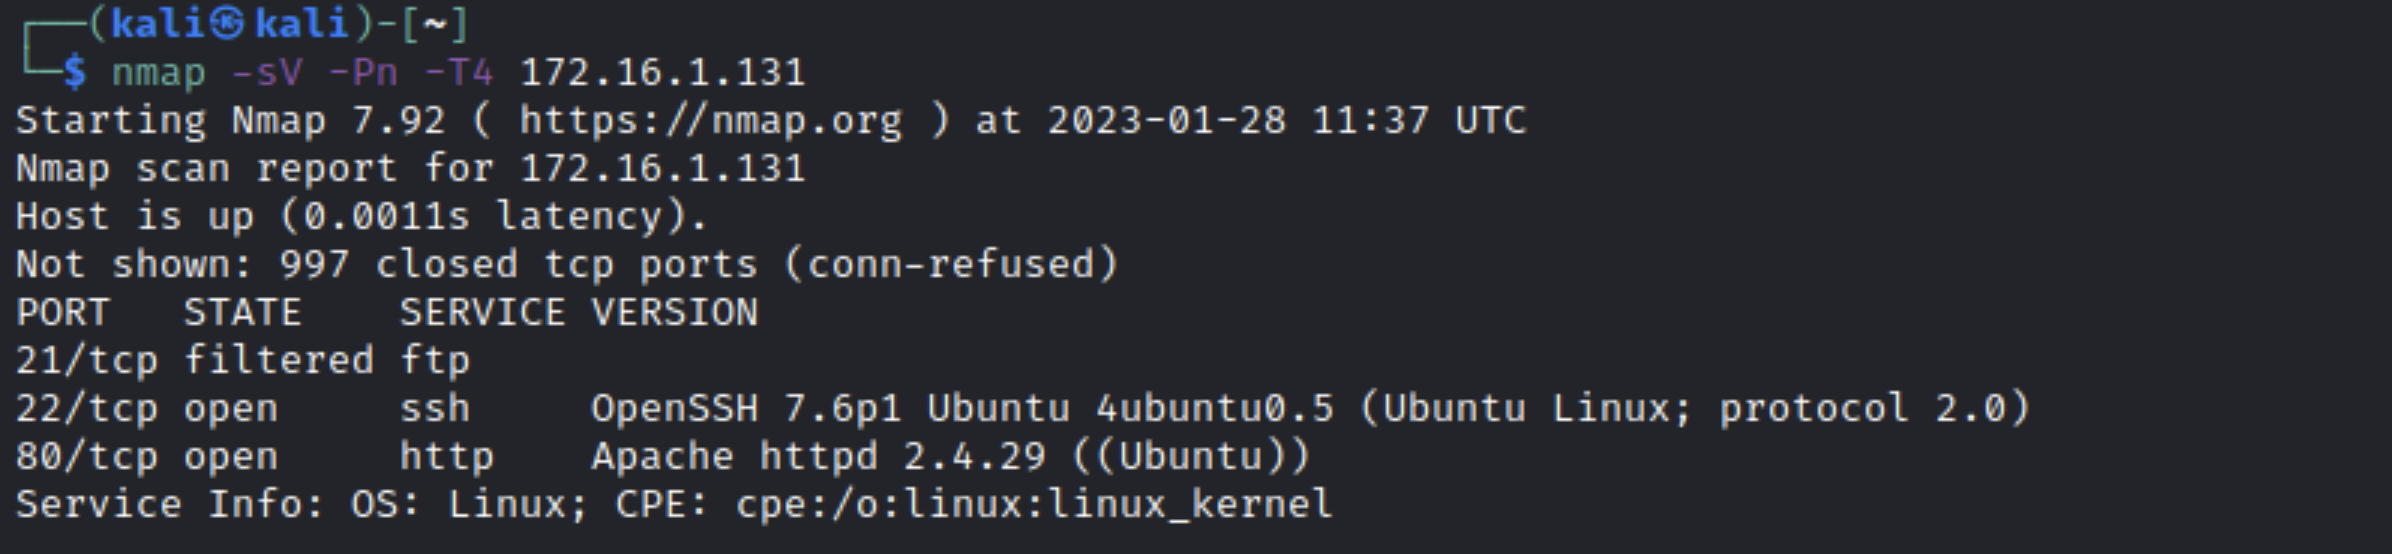 ┌──(kali㉿kali)-[~]
└─$ nmap -sV -Pn -T4 172.16.1.131
Starting Nmap 7.92 ( https://nmap.org ) at 2023-01-28 11:37 UTC
Nmap scan report for 172.16.1.131
Host is up (0.0011s latency).
Not shown: 997 closed tcp ports (conn-refused)
PORT   STATE    SERVICE VERSION
21/tcp filtered ftp
22/tcp open     ssh     OpenSSH 7.6p1 Ubuntu 4ubuntu0.5 (Ubuntu Linux; protocol 2.0)
80/tcp open     http    Apache httpd 2.4.29 ((Ubuntu))
Service Info: OS: Linux; CPE: cpe:/o:linux:linux_kernel